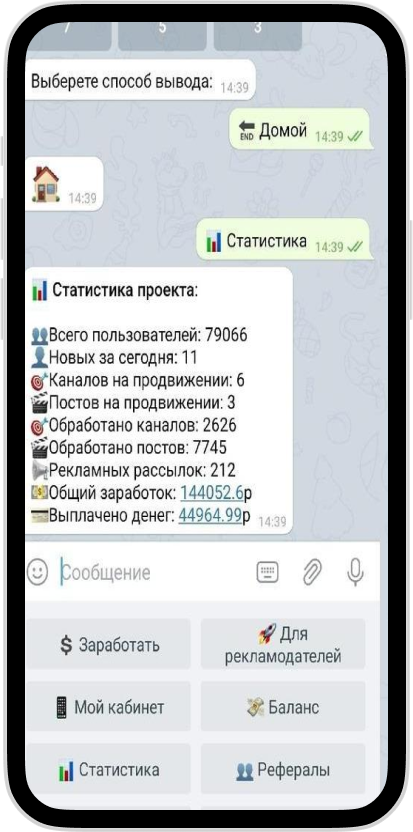 7 5 3
Выберете способ вывода: 14:39
END Домой 14:39
14:39
Статистика 14:39
Статистика проекта:
Всего пользователей: 79066
Новых за сегодня: 11
Каналов на продвижении: 6
Постов на продвижении: 3
Обработано каналов: 2626
Обработано постов: 7745
Рекламных рассылок: 212
Общий заработок: 144052.6р
Выплачено денег: 44964.99р 14:39
Сообщение
$ Заработать
Для
рекламодателей
Мой кабинет
Баланс
Статистика
Рефералы